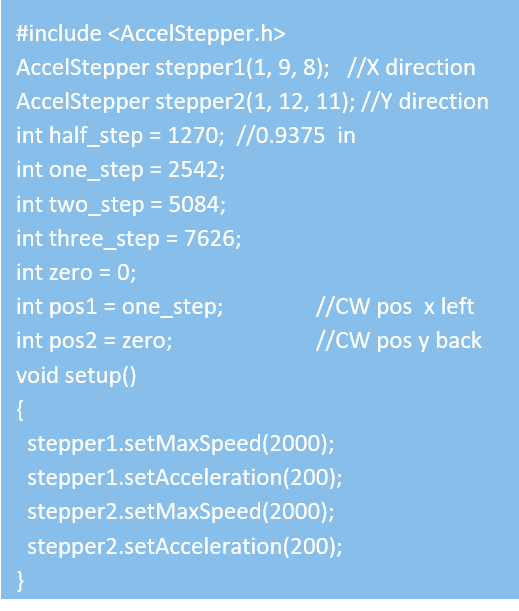 #include <AccelStepper.h>
AccelStepper stepper1(1, 9, 8);   //X direction
AccelStepper stepper2(1, 12, 11); //Y direction
int half_step = 1270;  //0.9375  in
int one_step = 2542;
int two_step = 5084;
int three_step = 7626;
int zero = 0;
int pos1 = one_step;               //CW pos  x left
int pos2 = zero;                       //CW pos y back
void setup()
{
  stepper1.setMaxSpeed(2000);
  stepper1.setAcceleration(200);
  stepper2.setMaxSpeed(2000);
  stepper2.setAcceleration(200);
}